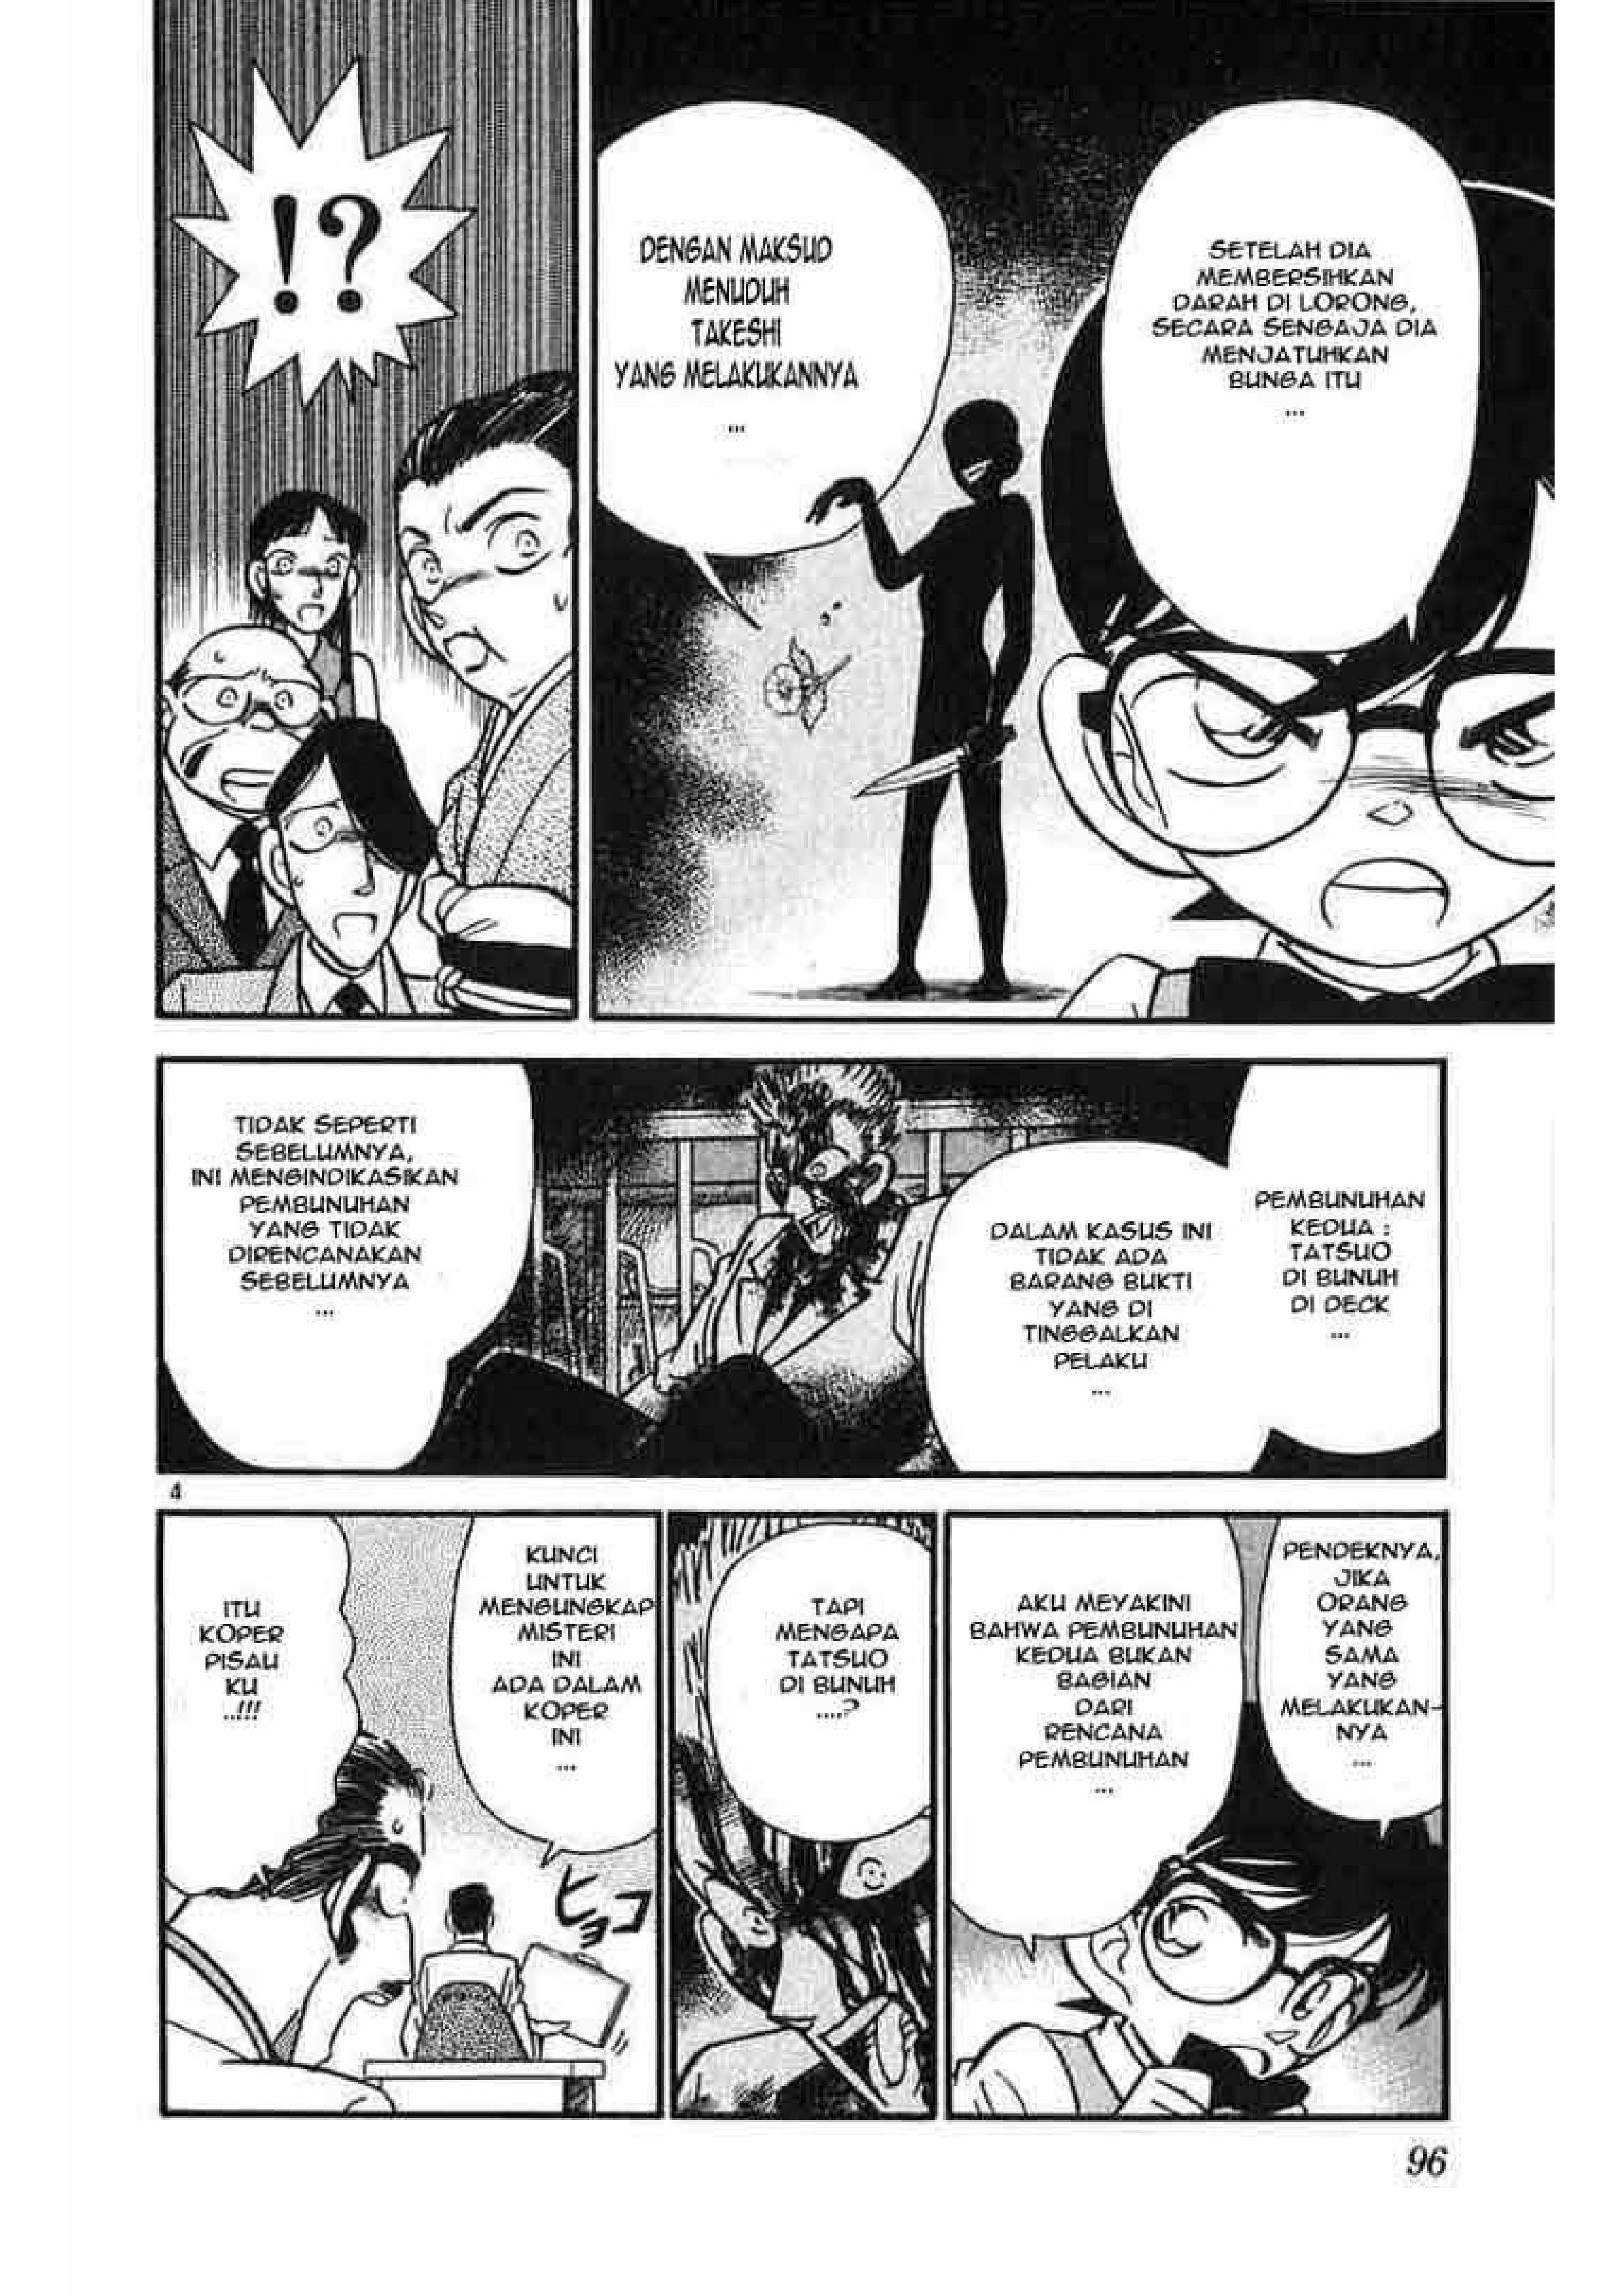 SETELAH DIA
MEMBERSIHKAN
DARAH DI LORONG,
SECARA SENGAJA DIA
MENJATUHKAN
BUNGA ITU
...
DENGAN MAKSUD
MENUDUH
TAKESHI
YANG MELAKUKANNYA
...
!?
PEMBUNUHAN
KEDUA :
TATSUO
DI BUNUH
DI DECK
...
DALAM KASUS INI
TIDAK ADA
BARANG BUKTI
YANG DI
TINGGALKAN
PELAKU
...
TIDAK SEPERTI
SEBELUMNYA,
INI MENGINDIKASIKAN
PEMBUNUHAN
YANG TIDAK
DIRENCANAKAN
SEBELUMNYA
...
4
PENDEKNYA,
JIKA
ORANG
YANG
SAMA
YANG
MELAKUKAN-
NYA
...
AKU MEYAKINI
BAHWA PEMBUNUHAN
KEDUA BUKAN
BAGIAN
DARI
RENCANA
PEMBUNUHAN
...
TAPI
MENGAPA
TATSUO
DI BUNUH
....?
KUNCI
UNTUK
MENGUNGKAP
MISTERI
INI
ADA DALAM
KOPER
INI
...
ヒョコ
ITU
KOPER
PISAU
KU
..!!!
96